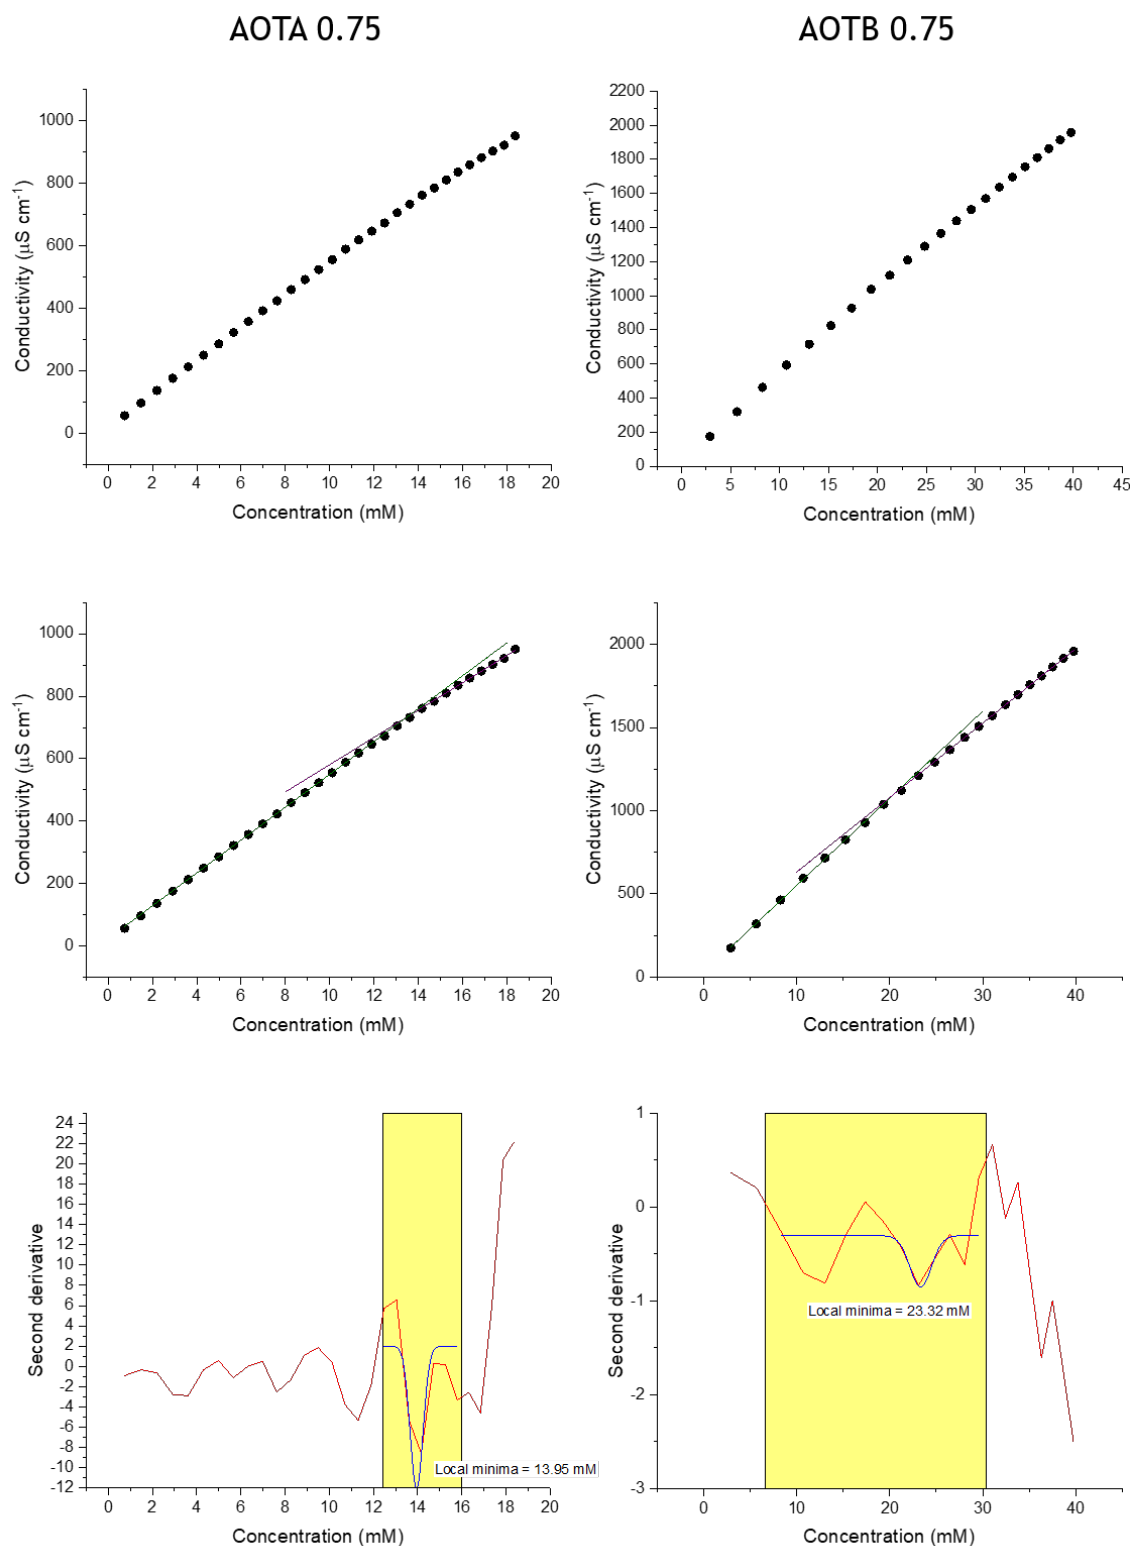 AOTA 0.75
AOTB 0.75
1000
800
600
400
200
0
Conductivity (μS cm⁻¹)
0 2 4 6 8 10 12 14 16 18 20
Concentration (mM)
2200
2000
1800
1600
1400
1200
1000
800
600
400
200
0
Conductivity (μS cm⁻¹)
0 5 10 15 20 25 30 35 40 45
Concentration (mM)
1000
800
600
400
200
0
Conductivity (μS cm⁻¹)
0 2 4 6 8 10 12 14 16 18 20
Concentration (mM)
2000
1500
1000
500
0
Conductivity (μS cm⁻¹)
0 10 20 30 40
Concentration (mM)
24
22
20
18
16
14
12
10
8
6
4
2
0
-2
-4
-6
-8
-10
-12
Second derivative
Local minima = 13.95 mM
0 2 4 6 8 10 12 14 16 18 20
Concentration (mM)
1
0
-1
-2
-3
Second derivative
Local minima = 23.32 mM
0 10 20 30 40
Concentration (mM)